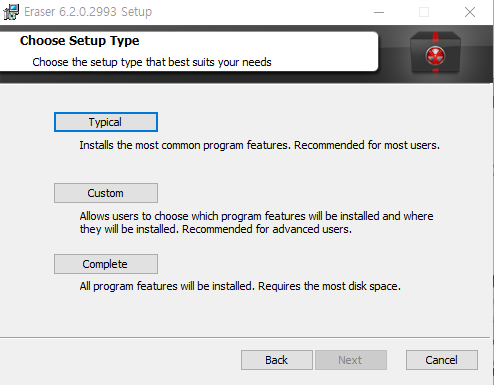 Eraser 6.2.0.2993 Setup
Choose Setup Type
Choose the setup type that best suits your needs
Typical
Installs the most common program features. Recommended for most users.
Custom
Allows users to choose which program features will be installed and where
they will be installed. Recommended for advanced users.
Complete
All program features will be installed. Requires the most disk space.
Back
Next
Cancel